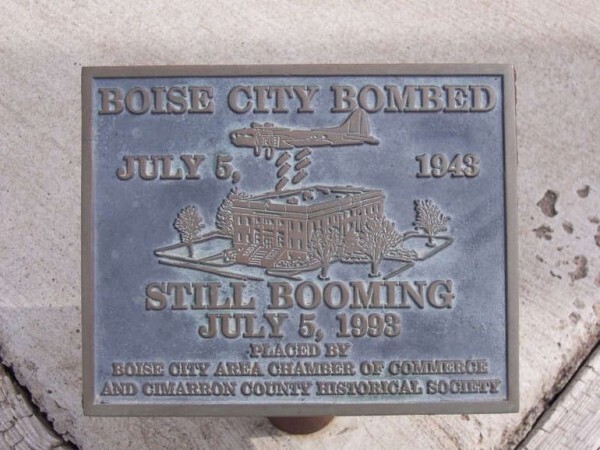 BOISE CITY BOMBED
JULY 5, 1943
STILL BOOMING
JULY 5, 1993
PLACED BY
BOISE CITY AREA CHAMBER OF COMMERCE
AND CIMARRON COUNTY HISTORICAL SOCIETY